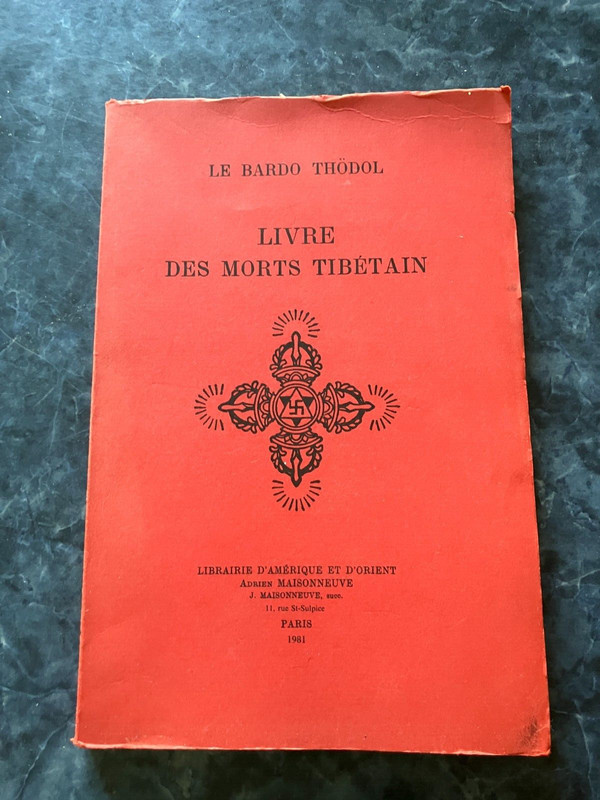 LE BARDO THÖDOL
LIVRE
DES MORTS TIBÉTAIN
LIBRAIRIE D'AMÉRIQUE ET D'ORIENT
ADRIEN MAISONNEUVE
J. MAISONNEUVE, succ.
11, rue St-Sulpice
PARIS
1981